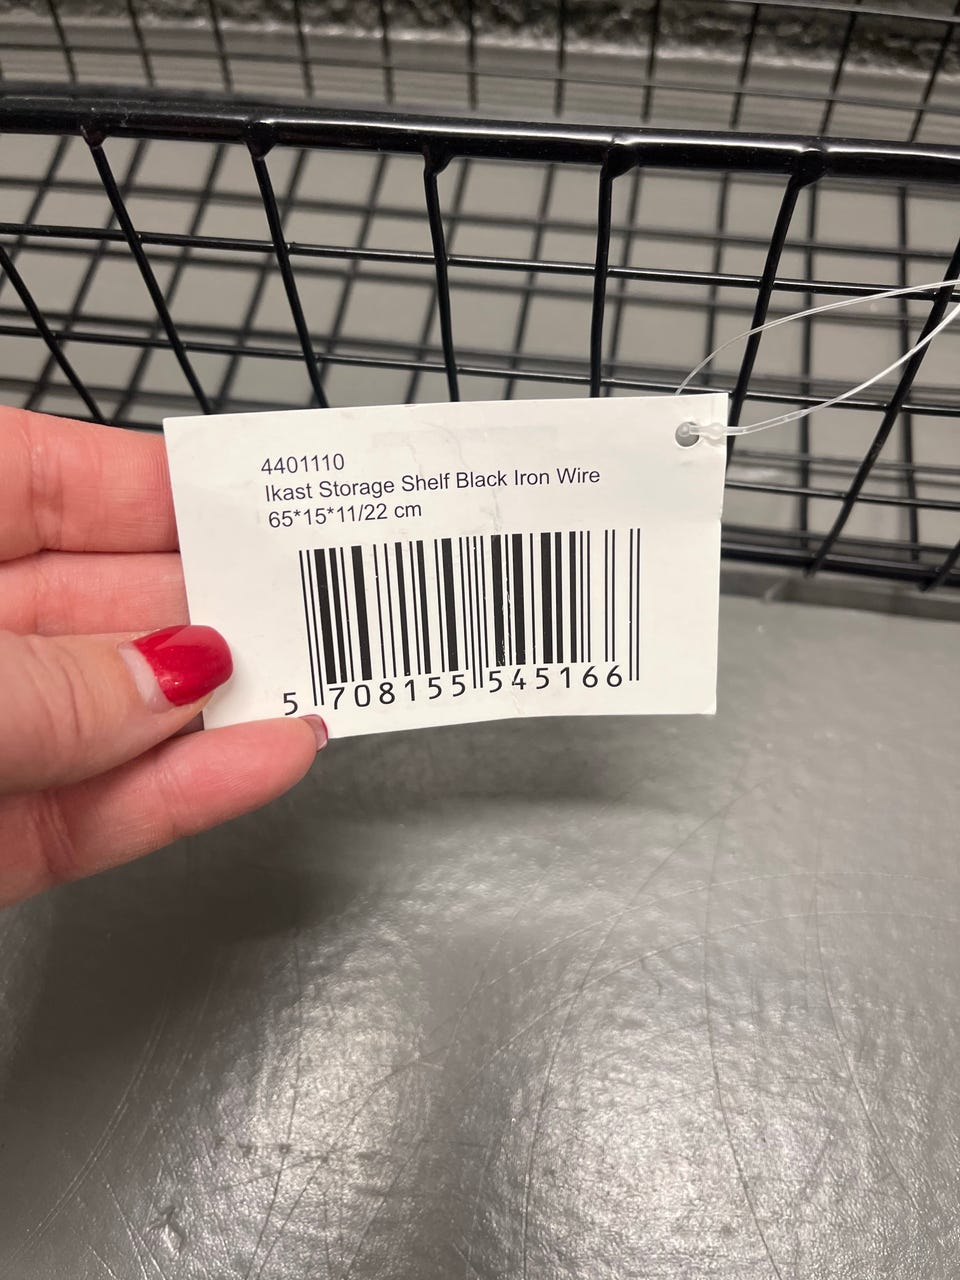 4401110
Ikast Storage Shelf Black Iron Wire
65*15*11/22 cm
5 708155 545166